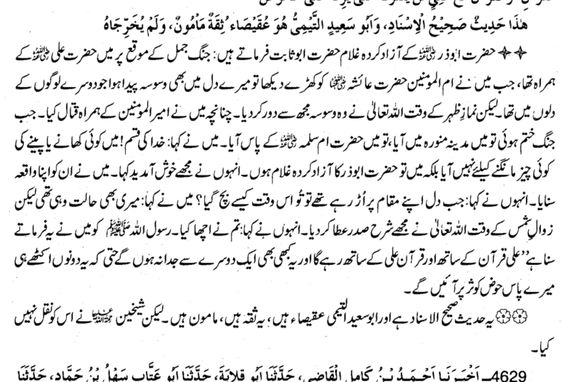 هٰذَا حَدِيثٌ صَحِيْحُ الْاِسْنَادِ، وَاَبُو سَعِيدٍ التَّيْمِيُّ هُوَ عُقَيْصَاءُ ثِقَةٌ مَاْمُونٌ، وَلَمْ يُخَرِّجَاهُ
✧✧ حضرت ابوذر رضی اللہ عنہ کے آزاد کردہ غلام حضرت ابوثابت فرماتے ہیں: جنگ جمل کے موقع پر میں حضرت علی رضی اللہ عنہ کے
ہمراہ تھا، جب میں نے ام المومنین حضرت عائشہ رضی اللہ عنہا کو کھڑے دیکھا تو میرے دل میں بھی وسوسہ پیدا ہوا جو دوسرے لوگوں کے
دلوں میں تھا۔ لیکن نماز ظہر کے وقت اللہ تعالیٰ نے وہ وسوسہ مجھ سے دور کر دیا۔ چنانچہ میں نے امیر المومنین کے ہمراہ قتال کیا۔ جب
جنگ ختم ہوئی تو میں مدینہ منورہ میں آیا، تو میں حضرت ام سلمہ رضی اللہ عنہا کے پاس آیا۔ میں نے کہا: خدا کی قسم! میں کوئی کھانے یا پینے کی
کوئی چیز مانگنے کیلئے نہیں آیا بلکہ میں تو حضرت ابوذر کا آزاد کردہ غلام ہوں۔ انہوں نے مجھے خوش آمدید کہا۔ میں نے ان کو اپنا واقعہ
سنایا۔ انہوں نے کہا: جب دل اپنے مقام پر اڑ رہے تھے تو تُو اس وقت کیسے بچ گیا؟ میں نے کہا: میری بھی حالت وہی تھی لیکن
زوال شمس کے وقت اللہ تعالیٰ نے مجھے شرح صدر عطا کر دیا۔ انہوں نے کہا: تم نے اچھا کیا۔ رسول اللہ ﷺ کو میں نے یہ فرماتے
سنا ہے ’’علی قرآن کے ساتھ اور قرآن علی کے ساتھ رہے گا اور یہ کبھی بھی ایک دوسرے سے جدا نہ ہوں گے حتی کہ یہ دونوں اکٹھے ہی
میرے پاس حوض کوثر پر آئیں گے۔
یہ حدیث صحیح الاسناد ہے اور ابوسعید التیمی عقیصاء ہیں، یہ ثقہ ہیں، مامون ہیں۔ لیکن شیخین نے اس کو نقل نہیں
کیا۔
4629۔ اَخْبَرَنَا اَحْمَدُ بْنُ كَامِلٍ الْقَاضِي، حَدَّثَنَا اَبُو قِلَابَةَ، حَدَّثَنَا اَبُو عَتَّابٍ سَهْلُ بْنُ حَمَّادٍ، حَدَّثَنَا